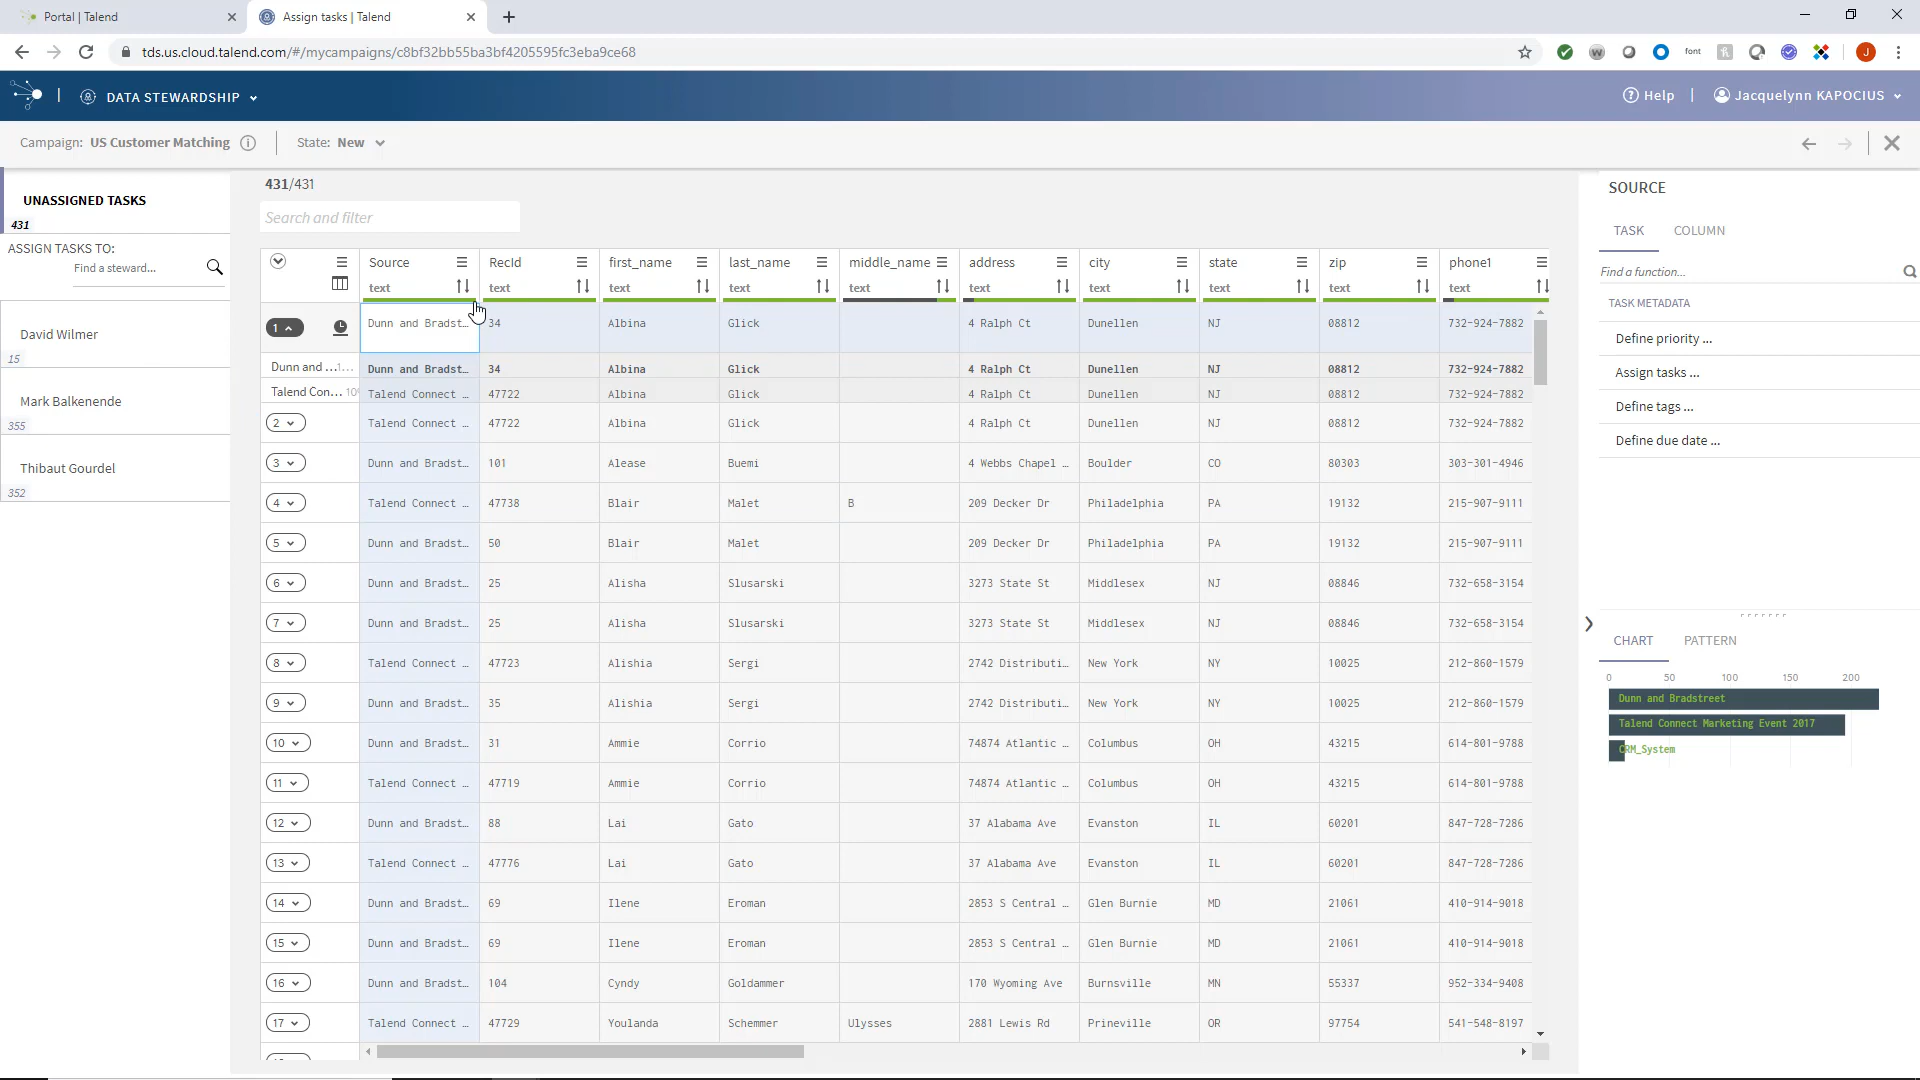 Portal | Talend
Assign tasks | Talend
tds.us.cloud.talend.com/#/mycampaigns/c8bf32bb55ba3bf4205595fc3eba9ce68
font
J
DATA STEWARDSHIP
Help
Jacquelynn KAPOCIUS
Campaign: US Customer Matching
State: New
UNASSIGNED TASKS
431
ASSIGN TASKS TO:
Find a steward...
David Wilmer
15
Mark Balkenende
355
Thibaut Gourdel
352
431/431
Search and filter
Source RecId first_name last_name middle_name address city state zip phone1
text text text text text text text text text text
1 Dunn and Bradst... 34 Albina Glick 4 Ralph Ct Dunellen NJ 08812 732-924-7882
Dunn and ... 1... Dunn and Bradst... 34 Albina Glick 4 Ralph Ct Dunellen NJ 08812 732-924-7882
Talend Con... 10 Talend Connect ... 47722 Albina Glick 4 Ralph Ct Dunellen NJ 08812 732-924-7882
2 Talend Connect ... 47722 Albina Glick 4 Ralph Ct Dunellen NJ 08812 732-924-7882
3 Dunn and Bradst... 101 Alease Buemi 4 Webbs Chapel ... Boulder CO 80303 303-301-4946
4 Talend Connect ... 47738 Blair Malet B 209 Decker Dr Philadelphia PA 19132 215-907-9111
5 Dunn and Bradst... 50 Blair Malet 209 Decker Dr Philadelphia PA 19132 215-907-9111
6 Dunn and Bradst... 25 Alisha Slusarski 3273 State St Middlesex NJ 08846 732-658-3154
7 Dunn and Bradst... 25 Alisha Slusarski 3273 State St Middlesex NJ 08846 732-658-3154
8 Talend Connect ... 47723 Alishia Sergi 2742 Distributi... New York NY 10025 212-860-1579
9 Dunn and Bradst... 35 Alishia Sergi 2742 Distributi... New York NY 10025 212-860-1579
10 Dunn and Bradst... 31 Ammie Corrio 74874 Atlantic ... Columbus OH 43215 614-801-9788
11 Talend Connect ... 47719 Ammie Corrio 74874 Atlantic ... Columbus OH 43215 614-801-9788
12 Dunn and Bradst... 88 Lai Gato 37 Alabama Ave Evanston IL 60201 847-728-7286
13 Talend Connect ... 47776 Lai Gato 37 Alabama Ave Evanston IL 60201 847-728-7286
14 Dunn and Bradst... 69 Ilene Eroman 2853 S Central ... Glen Burnie MD 21061 410-914-9018
15 Dunn and Bradst... 69 Ilene Eroman 2853 S Central ... Glen Burnie MD 21061 410-914-9018
16 Dunn and Bradst... 104 Cyndy Goldammer 170 Wyoming Ave Burnsville MN 55337 952-334-9408
17 Talend Connect ... 47729 Youlanda Schemmer Ulysses 2881 Lewis Rd Prineville OR 97754 541-548-8197
SOURCE
TASK COLUMN
Find a function...
TASK METADATA
Define priority ...
Assign tasks ...
Define tags ...
Define due date ...
CHART PATTERN
0 50 100 150 200
Dunn and Bradstreet
Talend Connect Marketing Event 2017
CRM_System